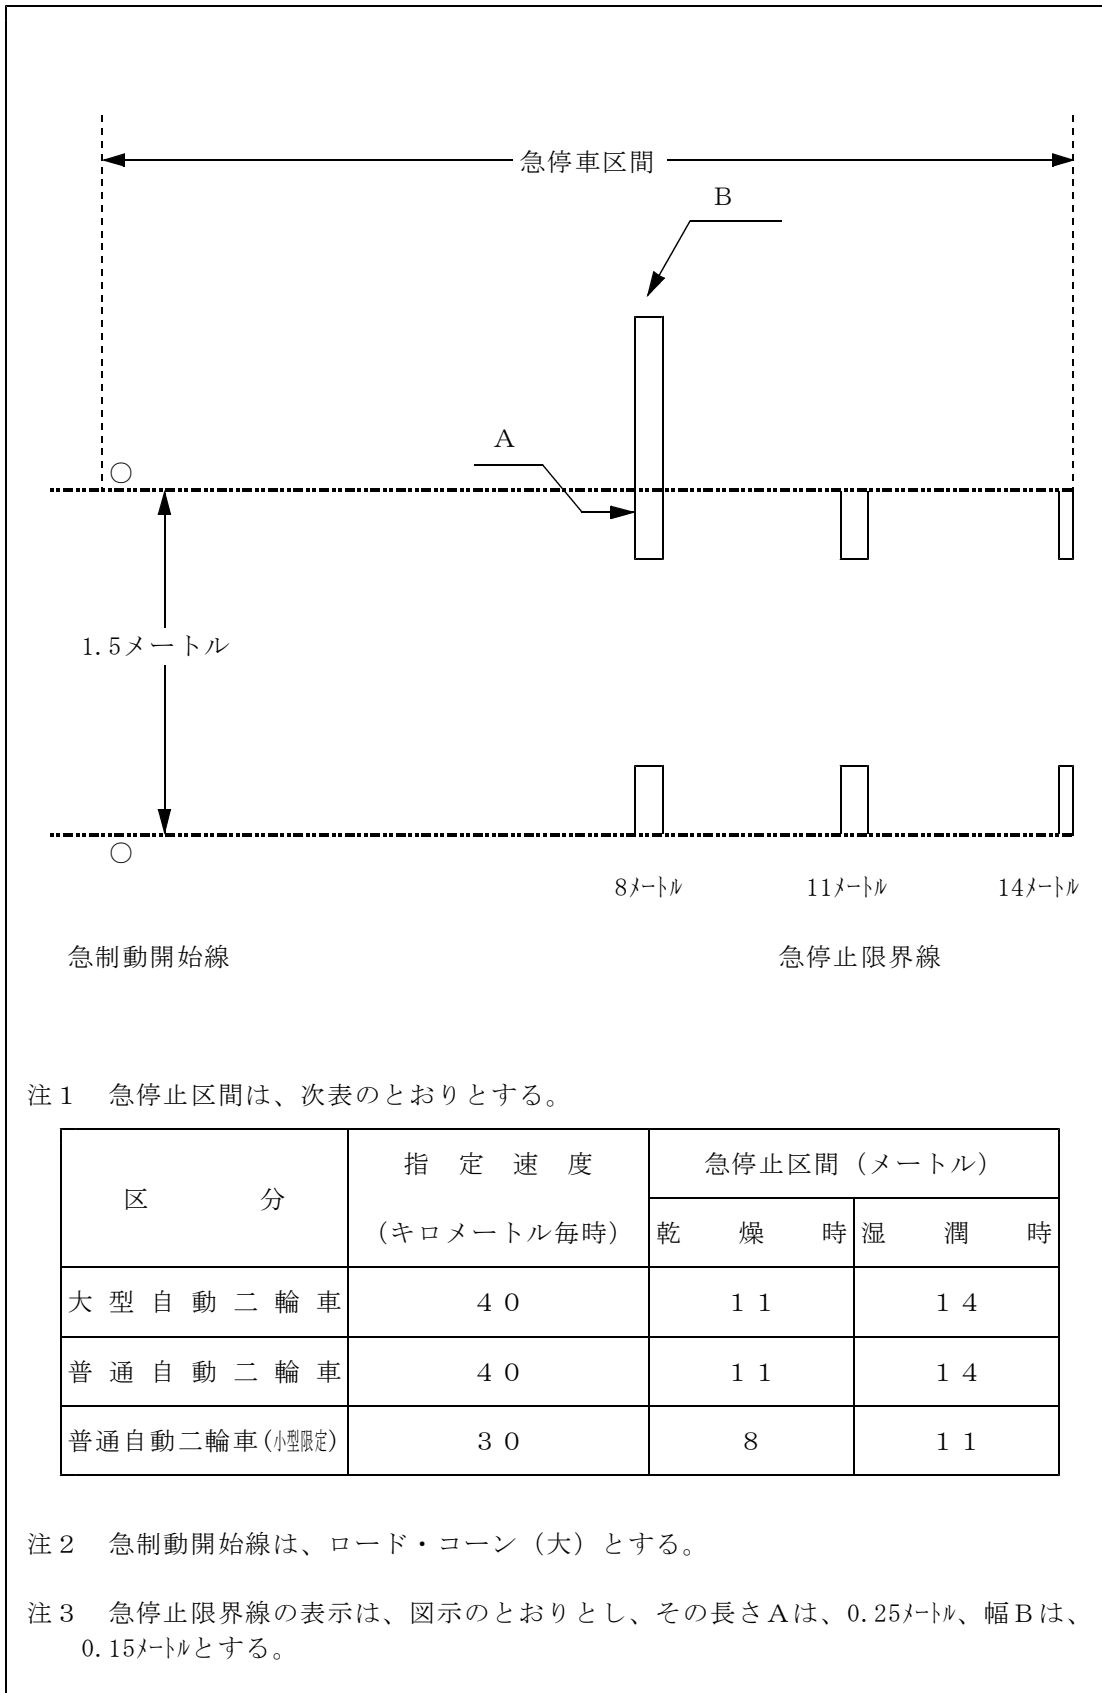 急停車区間
B
A
○
1.5メートル
○
8メートル 11メートル 14メートル
急制動開始線 急停止限界線
注１ 急停止区間は、次表のとおりとする。
区 分 指 定 速 度 急停止区間（メートル）
(キロメートル毎時) 乾 燥 時 湿 潤 時
大 型 自 動 二 輪 車 ４０ １１ １４
普 通 自 動 二 輪 車 ４０ １１ １４
普通自動二輪車(小型限定) ３０ ８ １１
注２ 急制動開始線は、ロード・コーン（大）とする。
注３ 急停止限界線の表示は、図示のとおりとし、その長さＡは、0.25メートル、幅Ｂは、
0.15メートルとする。